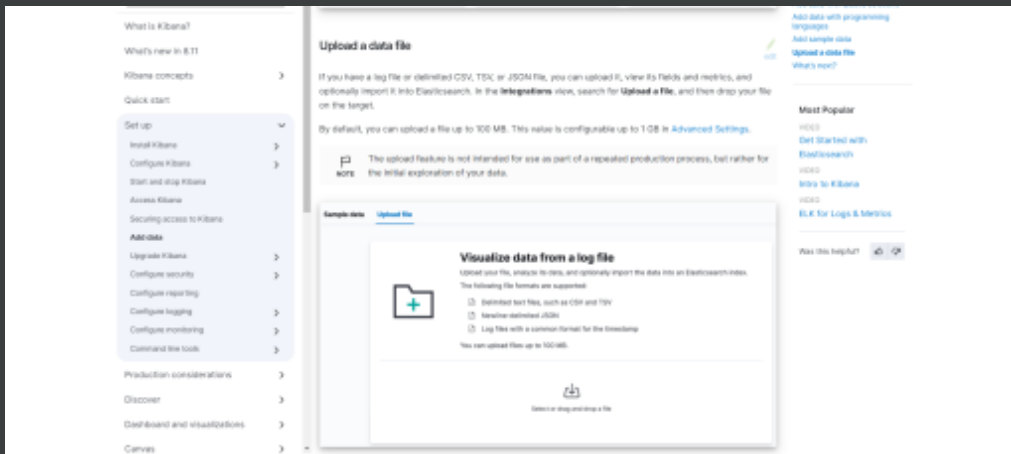 What is Kibana?
What's new in 8.11
Kibana concepts
Quick start
Set up
Install Kibana
Configure Kibana
Start and stop Kibana
Access Kibana
Securing access to Kibana
Add data
Upgrade Kibana
Configure security
Configure reporting
Configure logging
Configure monitoring
Command line tools
Production considerations
Discover
Dashboard and visualizations
Canvas
Upload a data file
edit
If you have a log file or delimited CSV, TSV, or JSON file, you can upload it, view its fields and metrics, and
optionally import it into Elasticsearch. In the Integrations view, search for Upload a file, and then drop your file
on the target.
By default, you can upload a file up to 100 MB. This value is configurable up to 1 GB in Advanced Settings.
NOTE
The upload feature is not intended for use as part of a repeated production process, but rather for
the initial exploration of your data.
Sample data Upload file
Visualize data from a log file
Upload your file, analyze its data, and optionally import the data into an Elasticsearch index.
The following file formats are supported:
Delimited text files, such as CSV and TSV
Newline-delimited JSON
Log files with a common format for the timestamp
You can upload files up to 100 MB.
Select or drag and drop a file
Add data with programming
languages
Add sample data
Upload a data file
What's next?
Most Popular
VIDEO
Get Started with
Elasticsearch
VIDEO
Intro to Kibana
VIDEO
ELK for Logs & Metrics
Was this helpful?